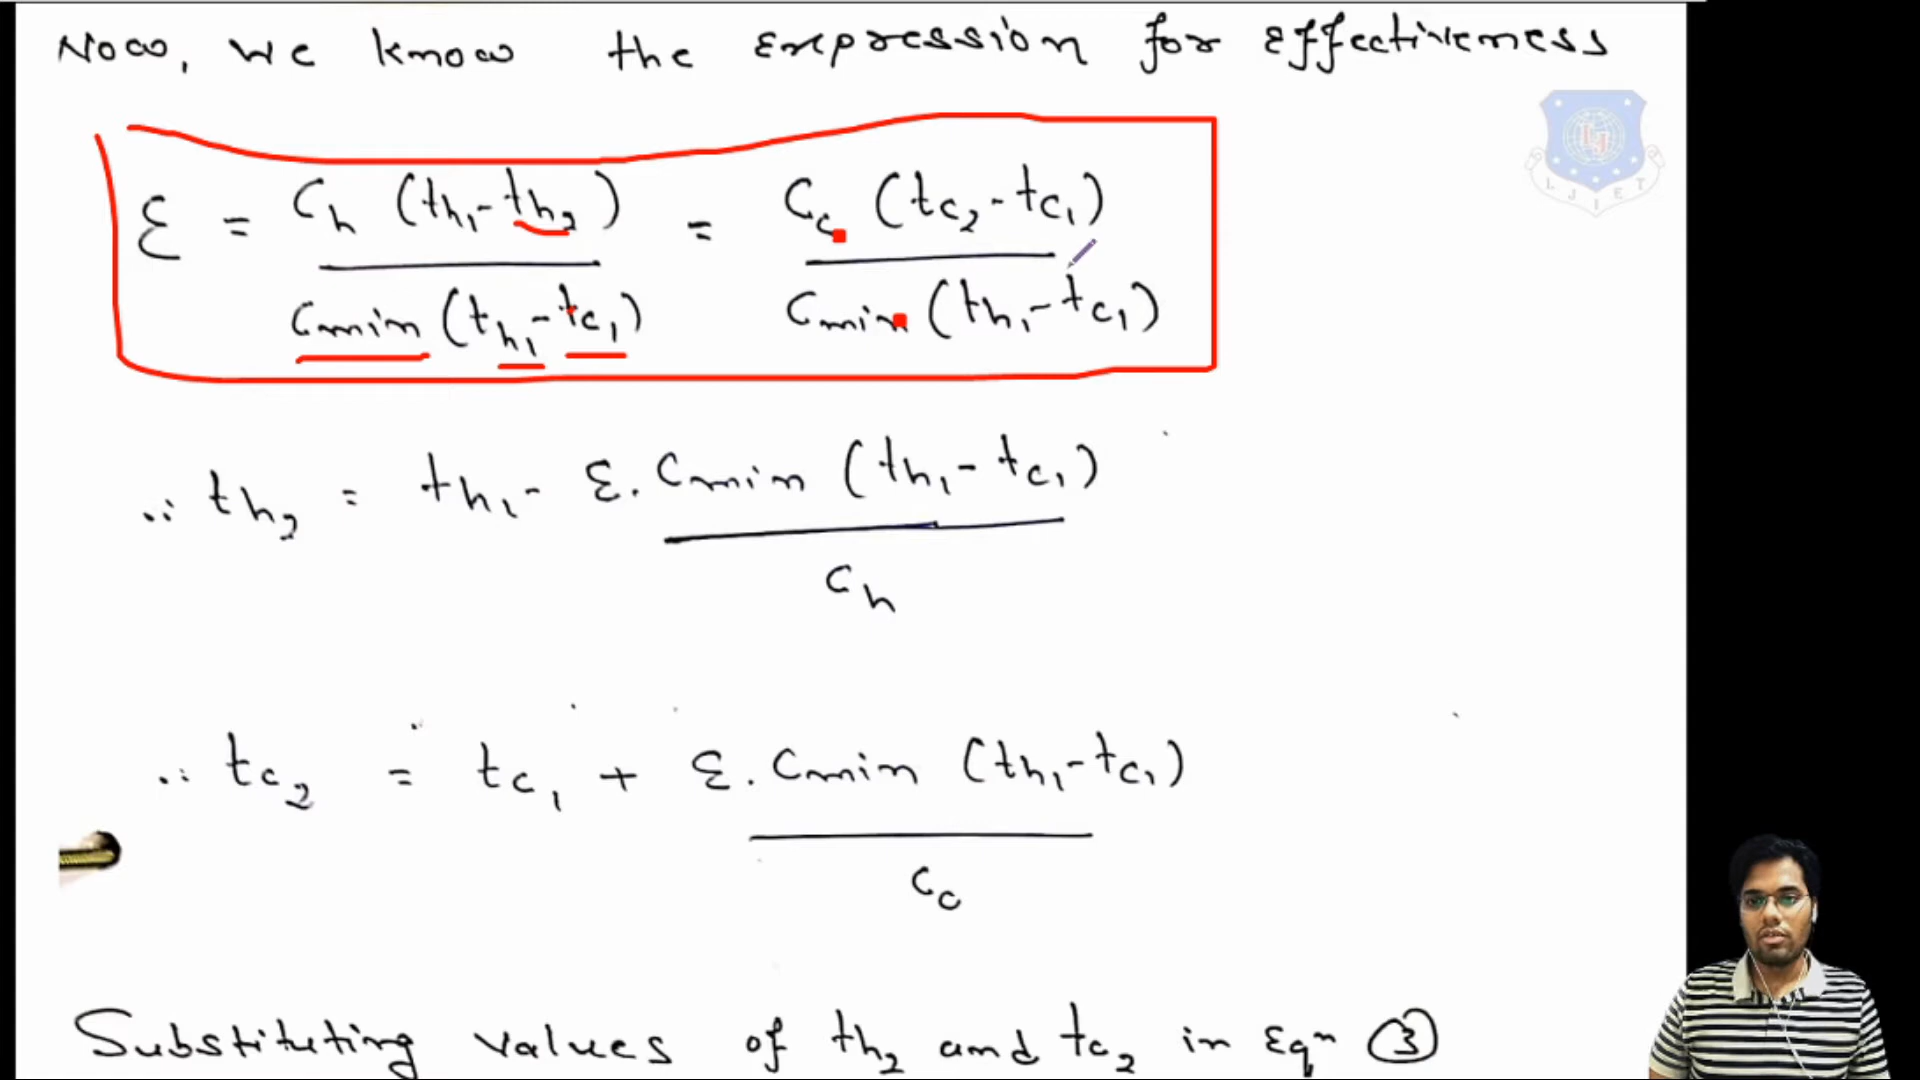 Now, we know the expression for effectiveness
ε = Ch (th1 - th2) / Cmin (th1 - tc1) = Cc (tc2 - tc1) / Cmin (th1 - tc1)
∴ th2 = th1 - ε. Cmin (th1 - tc1) / Ch
∴ tc2 = tc1 + ε. Cmin (th1 - tc1) / Cc
Substituting values of th2 and tc2 in Eqn ③
LJIET